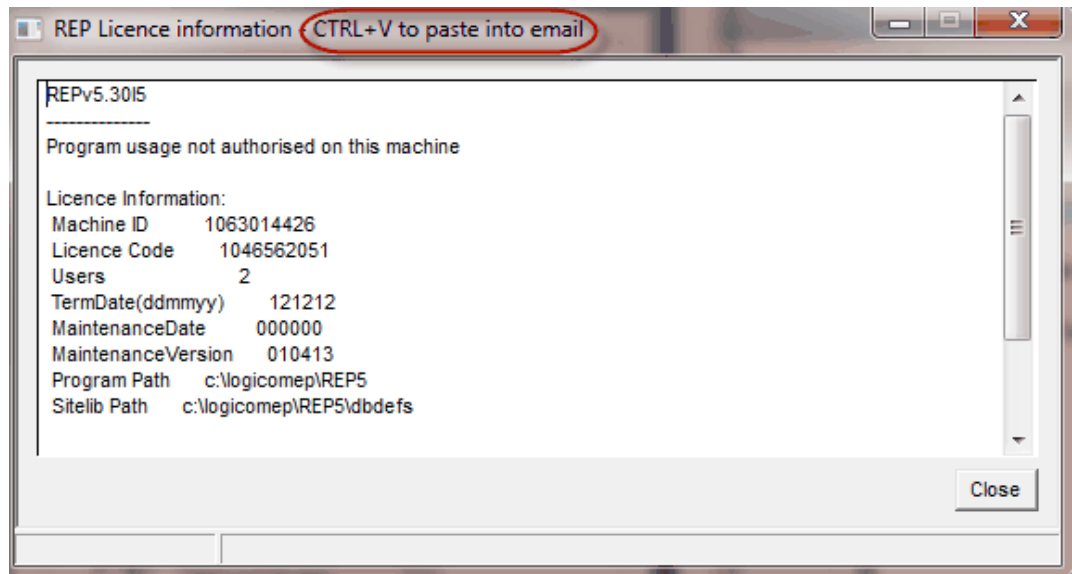 REP Licence information - CTRL+V to paste into email
REPv5.30I5
--------------
Program usage not authorised on this machine
Licence Information:
Machine ID 1063014426
Licence Code 1046562051
Users 2
TermDate(ddmmyy) 121212
MaintenanceDate 000000
MaintenanceVersion 010413
Program Path c:\logicomep\REP5
Sitelib Path c:\logicomep\REP5\dbdefs
Close